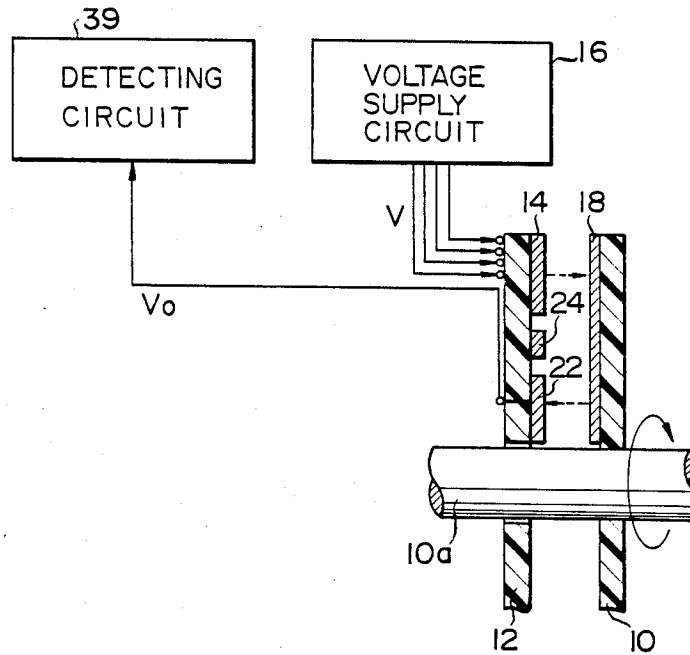 39
DETECTING
CIRCUIT
16
VOLTAGE
SUPPLY
CIRCUIT
V
14
18
Vo
24
22
10a
12
10